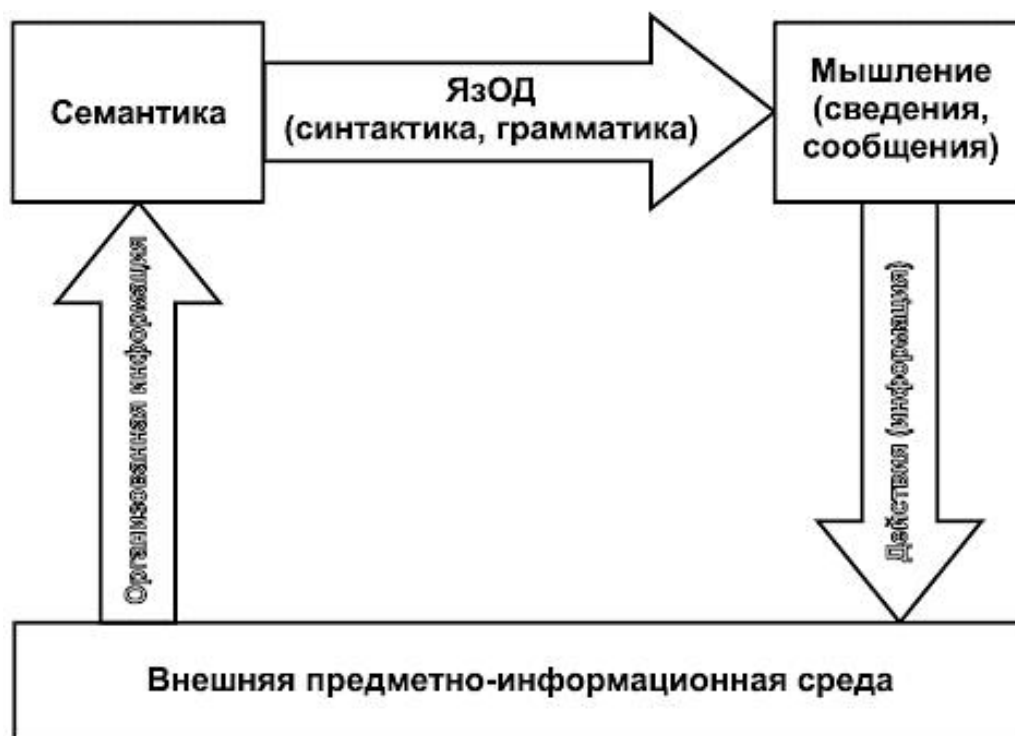 Семантика
ЯзОД
(синтактика, грамматика)
Мышление
(сведения,
сообщения)
Организованная информация
Действия (информация)
Внешняя предметно-информационная среда